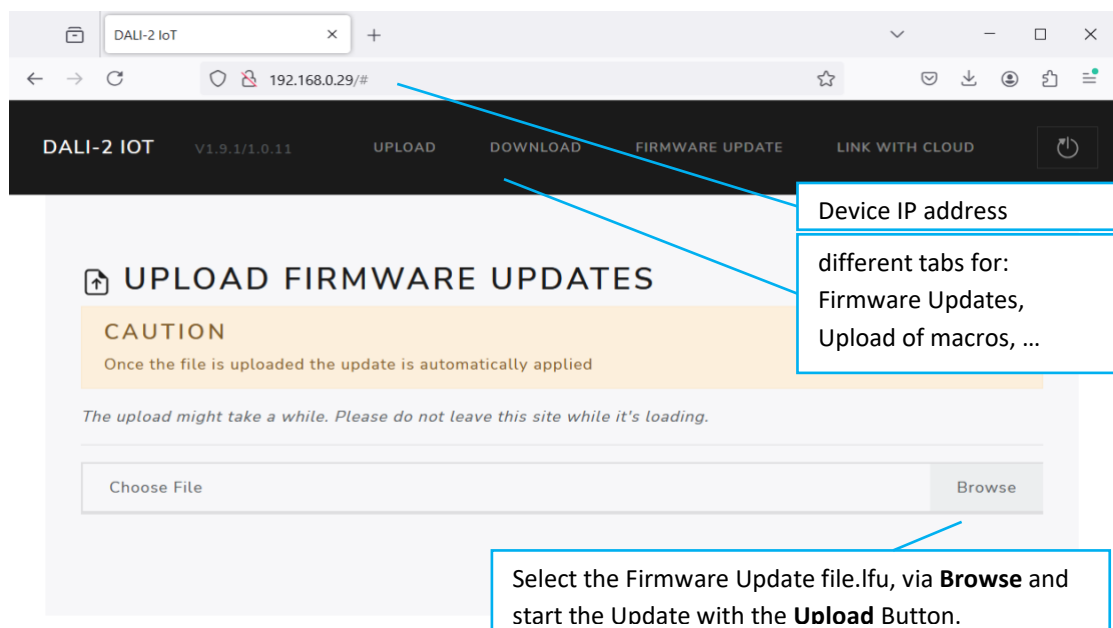 DALI-2 IoT
192.168.0.29/#
DALI-2 IOT V1.9.1/1.0.11 UPLOAD DOWNLOAD FIRMWARE UPDATE LINK WITH CLOUD
Device IP address
different tabs for:
Firmware Updates,
Upload of macros, ...
UPLOAD FIRMWARE UPDATES
CAUTION
Once the file is uploaded the update is automatically applied
The upload might take a while. Please do not leave this site while it's loading.
Choose File Browse
Select the Firmware Update file.lfu, via Browse and
start the Update with the Upload Button.